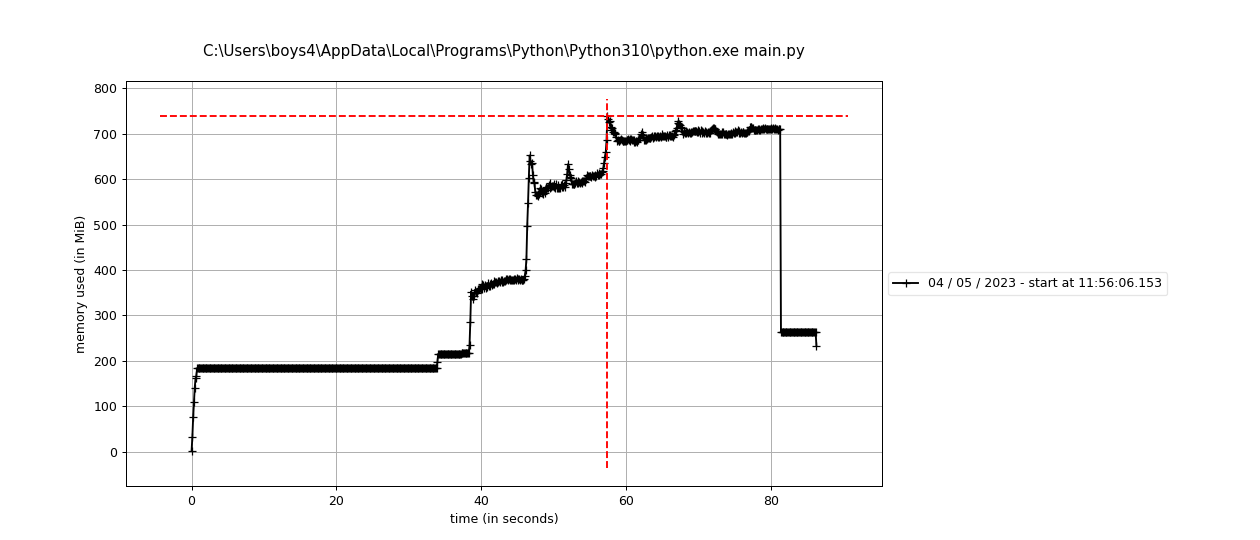 C:\Users\boys4\AppData\Local\Programs\Python\Python310\python.exe main.py
800
700
600
500
400
300
200
100
0
memory used (in MiB)
0 20 40 60 80
time (in seconds)
04 / 05 / 2023 - start at 11:56:06.153